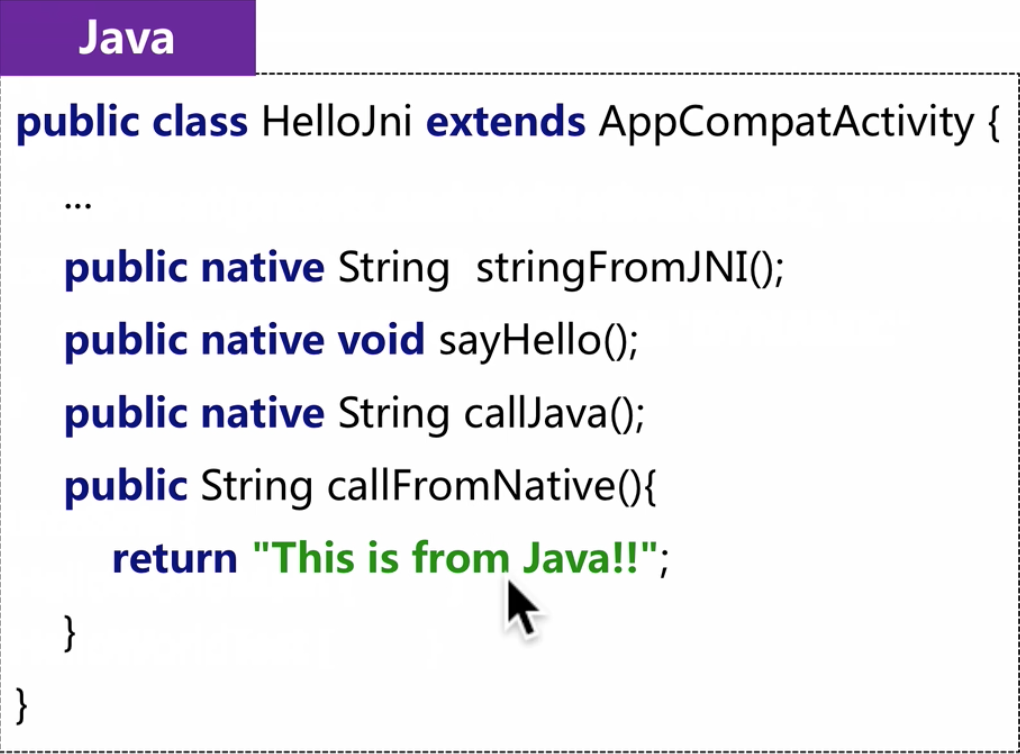 Java
public class HelloJni extends AppCompatActivity {
...
public native String stringFromJNI();
public native void sayHello();
public native String callJava();
public String callFromNative(){
return "This is from Java!!";
}
}